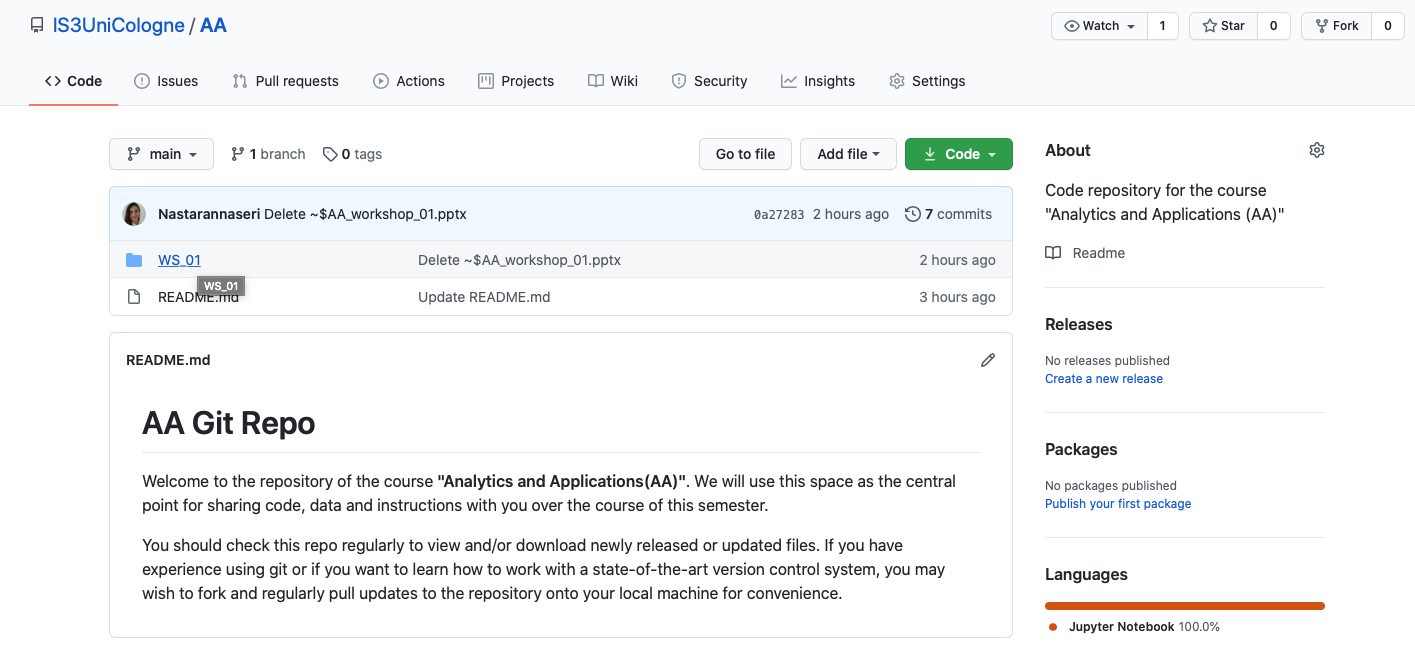 IS3UniCologne / AA
Watch 1 Star 0 Fork 0
Code Issues Pull requests Actions Projects Wiki Security Insights Settings
main 1 branch 0 tags Go to file Add file Code
Nastarannaseri Delete ~$AA_workshop_01.pptx 0a27283 2 hours ago 7 commits
WS_01 Delete ~$AA_workshop_01.pptx 2 hours ago
WS_01
README.md Update README.md 3 hours ago
README.md
AA Git Repo
Welcome to the repository of the course "Analytics and Applications(AA)". We will use this space as the central
point for sharing code, data and instructions with you over the course of this semester.
You should check this repo regularly to view and/or download newly released or updated files. If you have
experience using git or if you want to learn how to work with a state-of-the-art version control system, you may
wish to fork and regularly pull updates to the repository onto your local machine for convenience.
About
Code repository for the course
"Analytics and Applications (AA)"
Readme
Releases
No releases published
Create a new release
Packages
No packages published
Publish your first package
Languages
Jupyter Notebook 100.0%